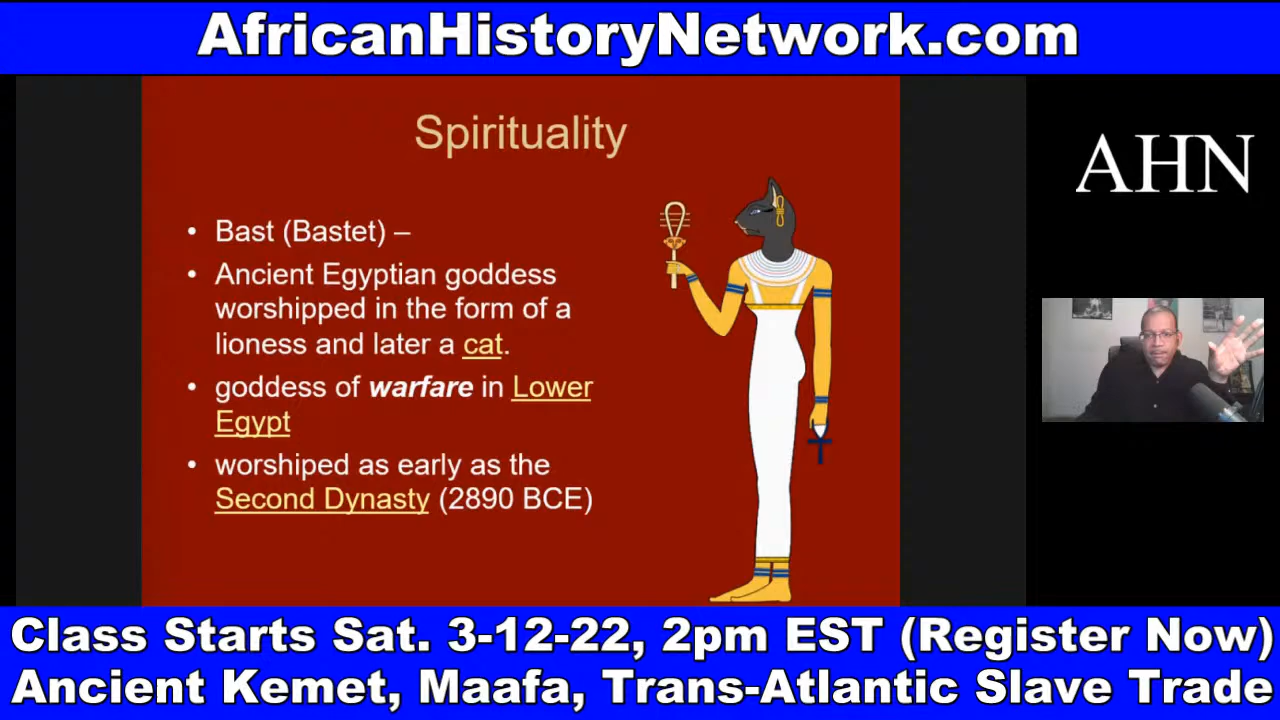 AfricanHistoryNetwork.com
Spirituality
• Bast (Bastet) –
• Ancient Egyptian goddess
worshipped in the form of a
lioness and later a cat.
• goddess of warfare in Lower
Egypt
• worshiped as early as the
Second Dynasty (2890 BCE)
AHN
Class Starts Sat. 3-12-22, 2pm EST (Register Now)
Ancient Kemet, Maafa, Trans-Atlantic Slave Trade